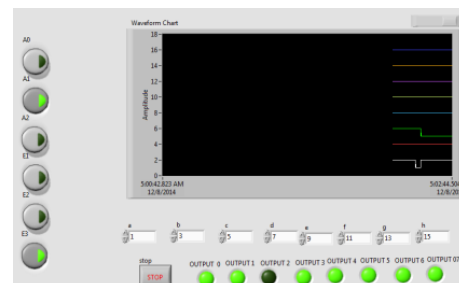 Waveform Chart
A0
A1
A2
E1
E2
E3
Amplitude
18
16
14
12
10
8
6
4
2
0
5:00:42.823 AM
12/8/2014
5:02:44.504
12/8/20
a
b
c
d
e
f
g
h
1
3
5
7
9
11
13
15
stop
STOP
OUTPUT 0
OUTPUT 1
OUTPUT 2
OUTPUT 3
OUTPUT 4
OUTPUT 5
OUTPUT 6
OUTPUT 07